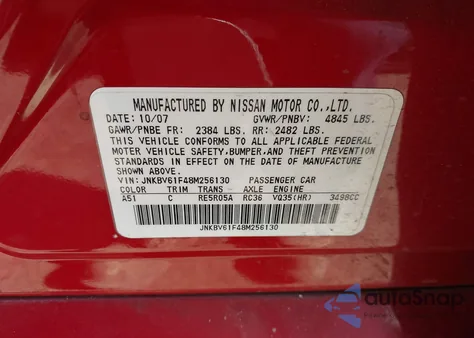 MANUFACTURED BY NISSAN MOTOR CO.,LTD.
DATE: 10/07 GVWR/PNBV: 4845 LBS.
GAWR/PNBE FR: 2384 LBS. RR: 2482 LBS.
THIS VEHICLE CONFORMS TO ALL APPLICABLE FEDERAL
MOTOR VEHICLE SAFETY, BUMPER, AND THEFT PREVENTION
STANDARDS IN EFFECT ON THE DATE OF MANUFACTURE
SHOWN ABOVE.
VIN: JNKBV61F48M256130 PASSENGER CAR
COLOR TRIM TRANS AXLE ENGINE
A51 C RE5R05A RC36 VQ35(HR) 3498CC
JNKBV61F48M256130
autoSnap